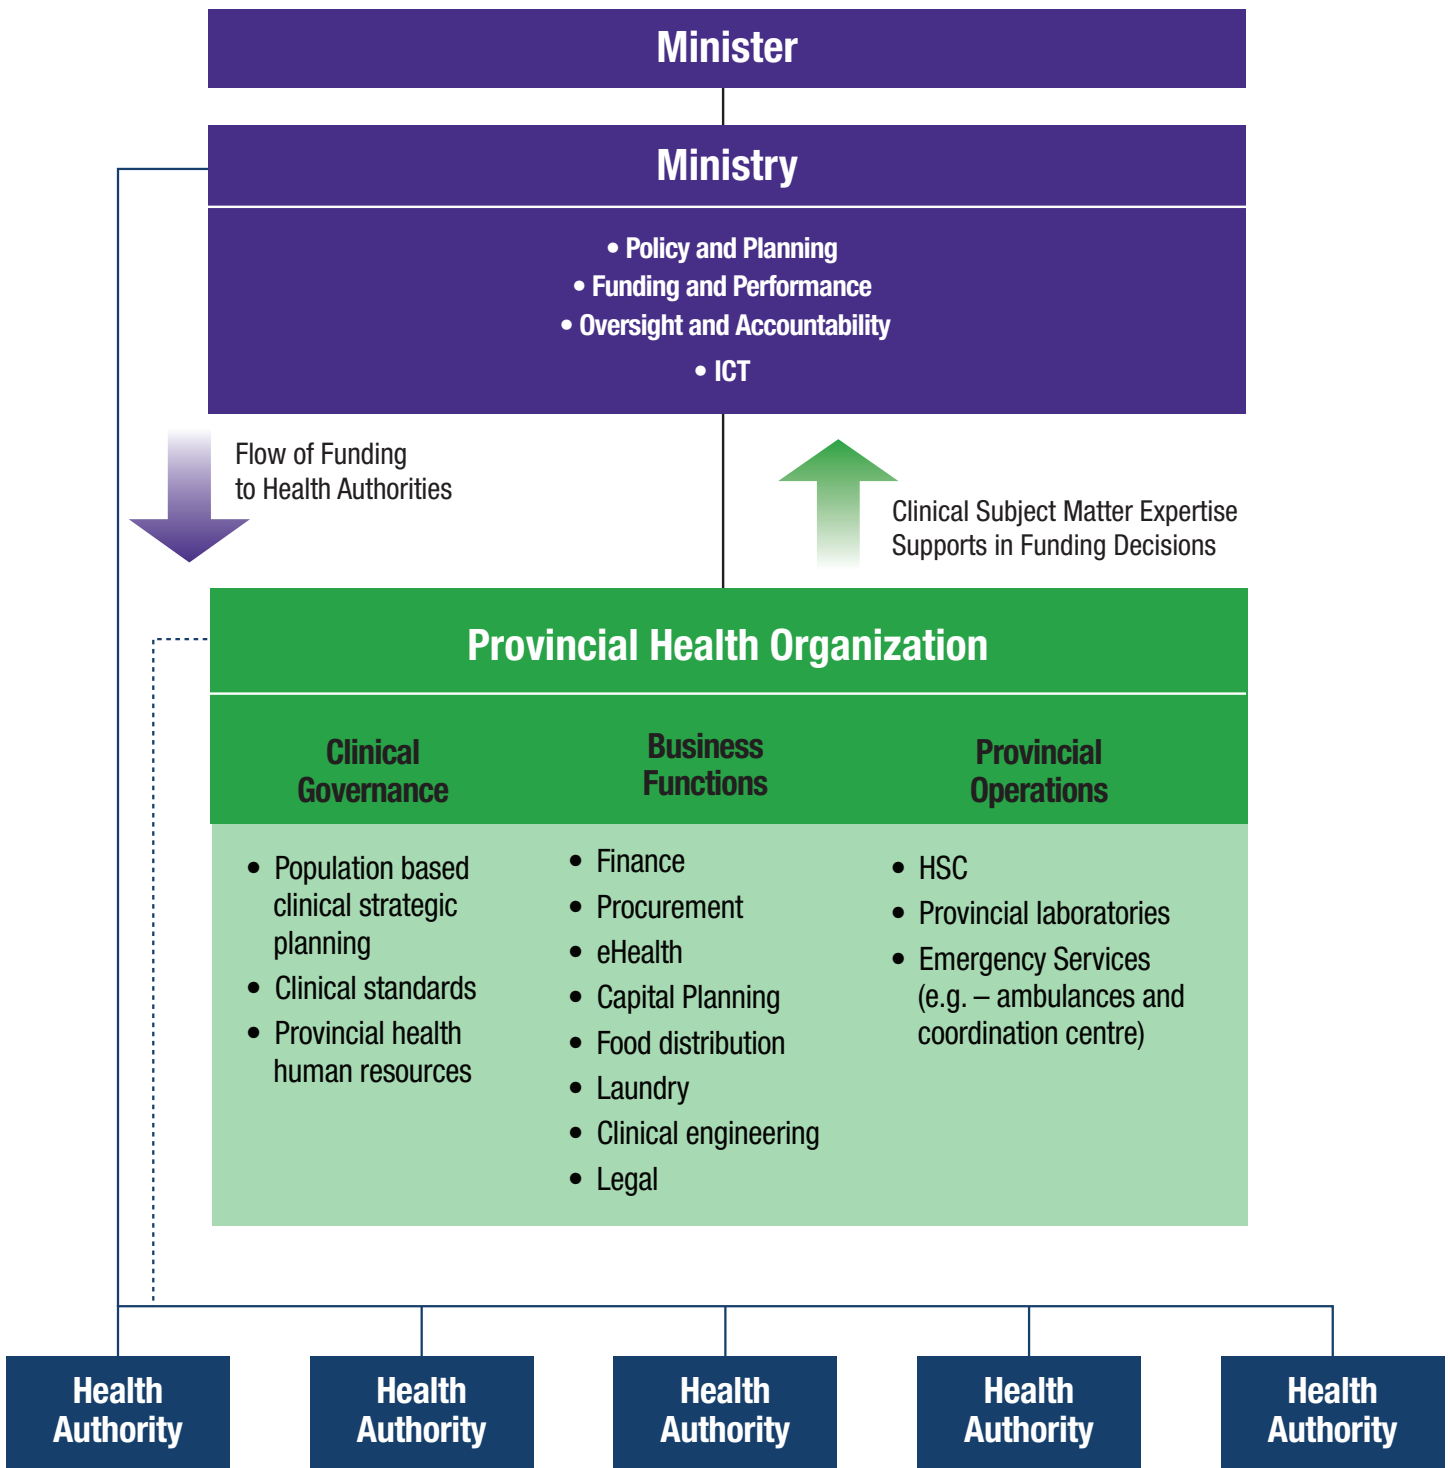 Minister
Ministry
• Policy and Planning
• Funding and Performance
• Oversight and Accountability
• ICT
Flow of Funding
to Health Authorities
Clinical Subject Matter Expertise
Supports in Funding Decisions
Provincial Health Organization
Clinical
Governance
• Population based
clinical strategic
planning
• Clinical standards
• Provincial health
human resources
Business
Functions
• Finance
• Procurement
• eHealth
• Capital Planning
• Food distribution
• Laundry
• Clinical engineering
• Legal
Provincial
Operations
• HSC
• Provincial laboratories
• Emergency Services
(e.g. – ambulances and
coordination centre)
Health
Authority
Health
Authority
Health
Authority
Health
Authority
Health
Authority